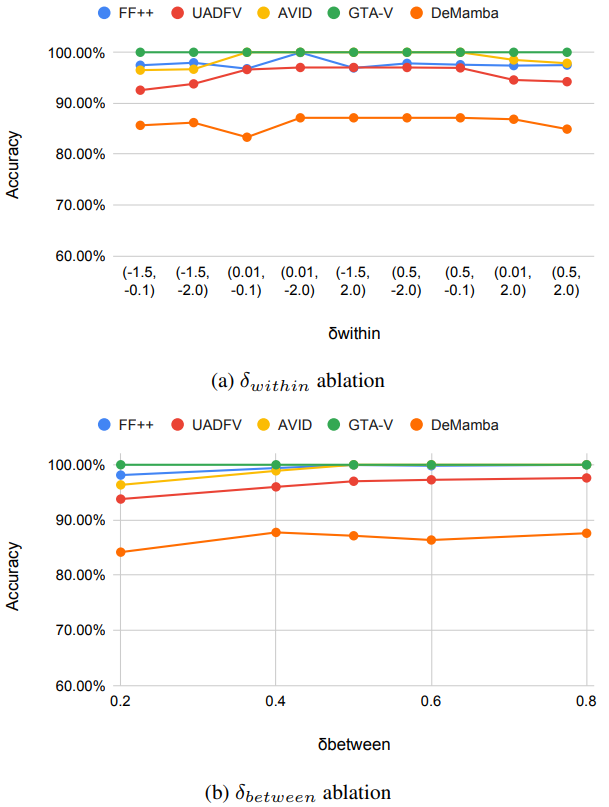 FF++ UADFV AVID GTA-V DeMamba
100.00%
90.00%
80.00%
70.00%
60.00%
Accuracy
(-1.5, (-1.5, (0.01, (0.01, (-1.5, (0.5, (0.5, (0.01, (0.5,
-0.1) -2.0) -0.1) -2.0) 2.0) -2.0) -0.1) 2.0) 2.0)
δwithin
(a) δwithin ablation
FF++ UADFV AVID GTA-V DeMamba
100.00%
90.00%
80.00%
70.00%
60.00%
Accuracy
0.2 0.4 0.6 0.8
δbetween
(b) δbetween ablation